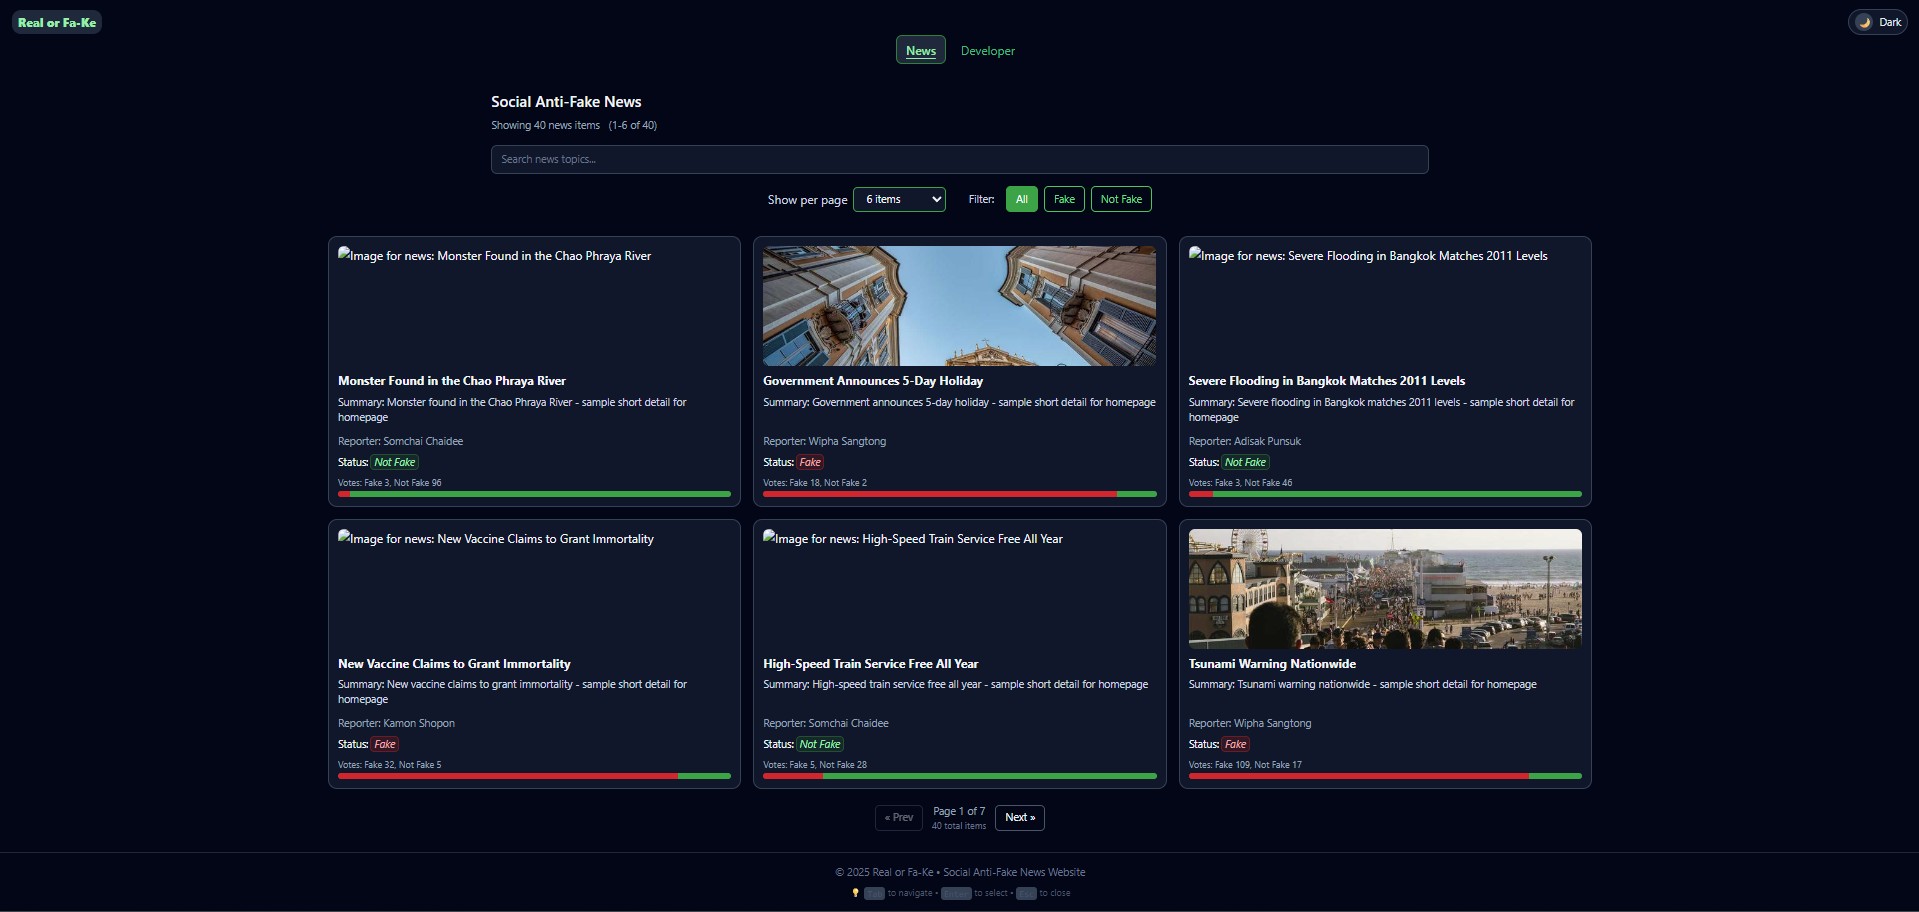 Real or Fa-Ke
Dark
News
Developer
Social Anti-Fake News
Showing 40 news items (1-6 of 40)
Search news topics...
Show per page
6 items
Filter:
All
Fake
Not Fake
Image for news: Monster Found in the Chao Phraya River
Monster Found in the Chao Phraya River
Summary: Monster found in the Chao Phraya River - sample short detail for
homepage
Reporter: Somchai Chaidee
Status: Not Fake
Votes: Fake 3, Not Fake 96
Government Announces 5-Day Holiday
Summary: Government announces 5-day holiday - sample short detail for homepage
Reporter: Wipha Sangtong
Status: Fake
Votes: Fake 18, Not Fake 2
Image for news: Severe Flooding in Bangkok Matches 2011 Levels
Severe Flooding in Bangkok Matches 2011 Levels
Summary: Severe flooding in Bangkok matches 2011 levels - sample short detail for
homepage
Reporter: Adisak Punsuk
Status: Not Fake
Votes: Fake 3, Not Fake 46
Image for news: New Vaccine Claims to Grant Immortality
New Vaccine Claims to Grant Immortality
Summary: New vaccine claims to grant immortality - sample short detail for
homepage
Reporter: Kamon Shopon
Status: Fake
Votes: Fake 32, Not Fake 5
Image for news: High-Speed Train Service Free All Year
High-Speed Train Service Free All Year
Summary: High-speed train service free all year - sample short detail for homepage
Reporter: Somchai Chaidee
Status: Not Fake
Votes: Fake 5, Not Fake 28
Tsunami Warning Nationwide
Summary: Tsunami warning nationwide - sample short detail for homepage
Reporter: Wipha Sangtong
Status: Fake
Votes: Fake 109, Not Fake 17
« Prev
Page 1 of 7
40 total items
Next »
© 2025 Real or Fa-Ke • Social Anti-Fake News Website
Tab to navigate • Enter to select • Esc to close